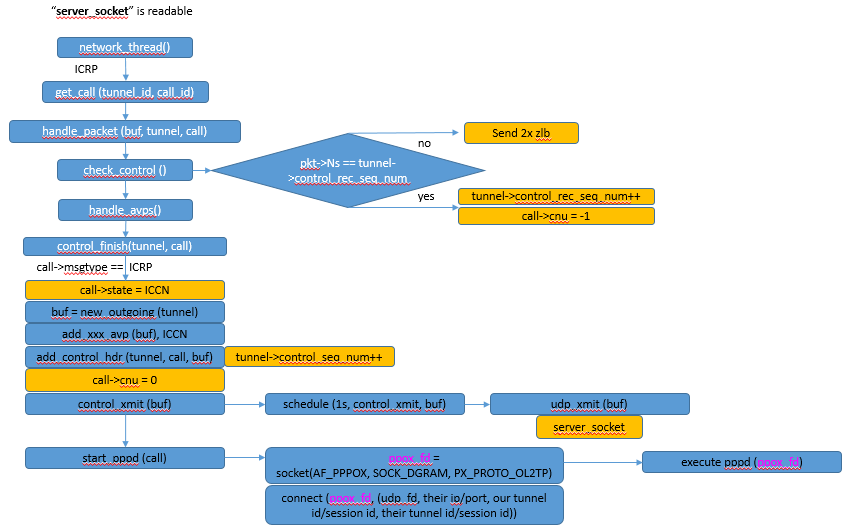 “server_socket” is readable
network_thread()
ICRP
get_call (tunnel_id, call_id)
handle_packet (buf, tunnel, call)
no
Send 2x zlb
check_control ()
pkt->Ns == tunnel-
>control_rec_seq_num
yes
tunnel->control_rec_seq_num++
call->cnu = -1
handle_avps()
control_finish(tunnel, call)
call->msgtype == ICRP
call->state = ICCN
buf = new_outgoing (tunnel)
add_xxx_avp (buf), ICCN
add_control_hdr (tunnel, call, buf)
tunnel->control_seq_num++
call->cnu = 0
control_xmit (buf)
schedule (1s, control_xmit, buf)
udp_xmit (buf)
server_socket
start_pppd (call)
pppx_fd =
socket(AF_PPPOX, SOCK_DGRAM, PX_PROTO_OL2TP)
execute pppd (pppx_fd)
connect (pppx_fd, (udp_fd, their ip/port, our tunnel
id/session id, their tunnel id/session id))